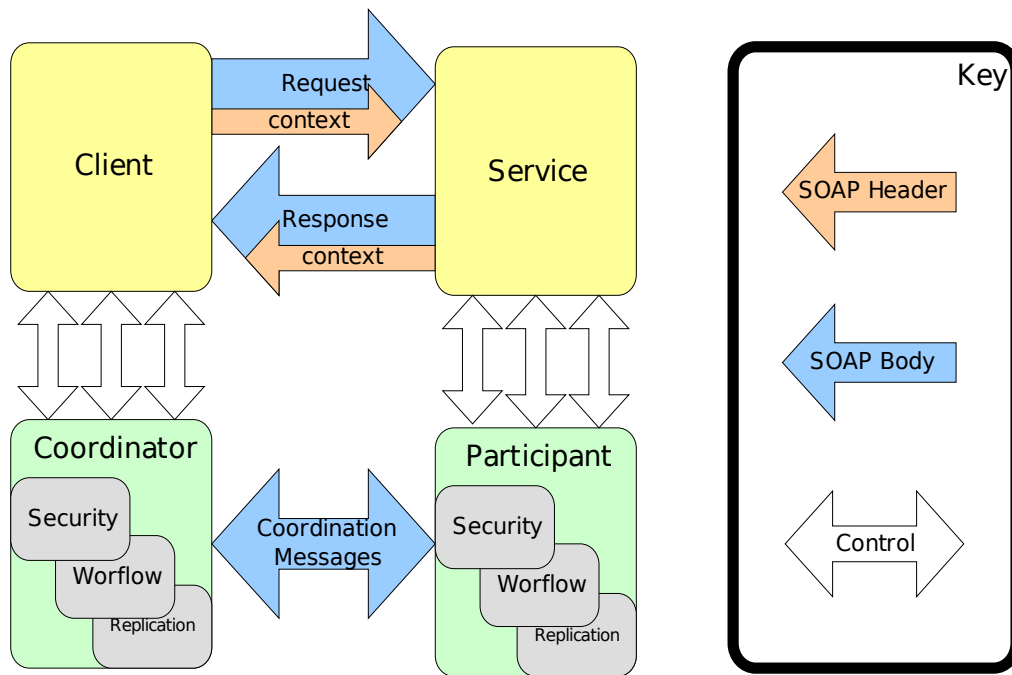 Request
context
Client
Service
Response
context
Coordinator
Security
Worflow
Replication
Coordination
Messages
Participant
Security
Worflow
Replication
Key
SOAP Header
SOAP Body
Control